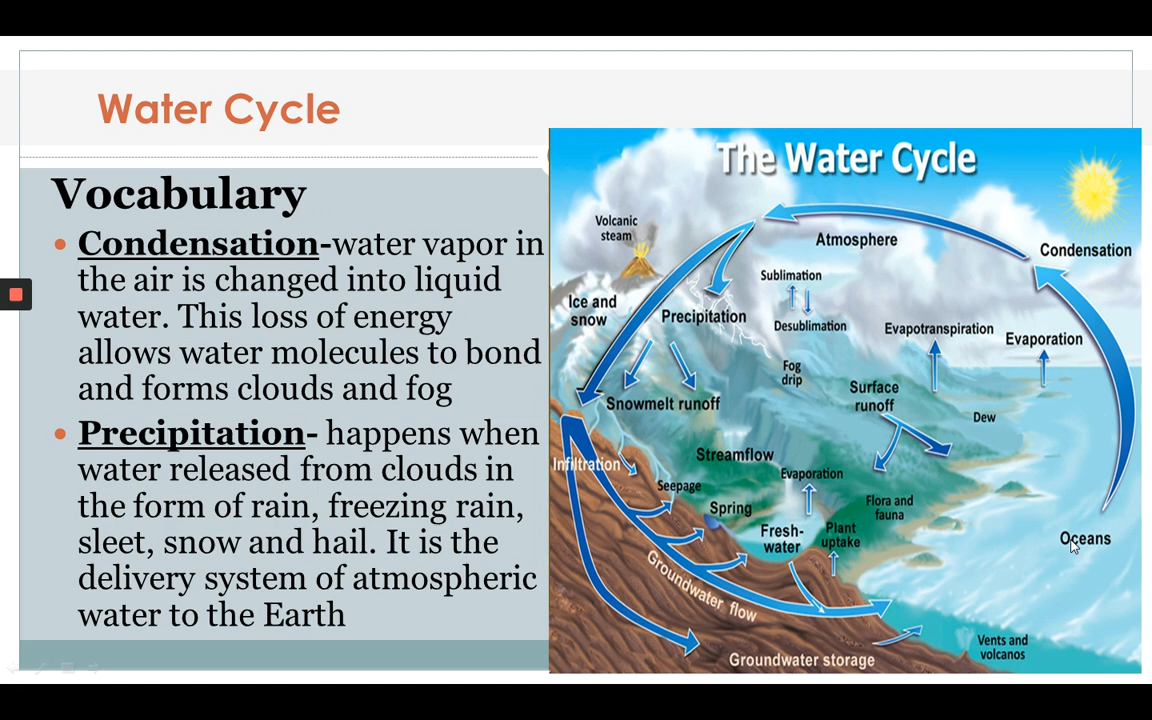 Water Cycle
Vocabulary
• Condensation-water vapor in
the air is changed into liquid
water. This loss of energy
allows water molecules to bond
and forms clouds and fog
• Precipitation- happens when
water released from clouds in
the form of rain, freezing rain,
sleet, snow and hail. It is the
delivery system of atmospheric
water to the Earth
The Water Cycle
Volcanic
steam
Atmosphere
Condensation
Sublimation
Ice and
snow
Precipitation
Desublimation
Evapotranspiration
Evaporation
Fog
drip
Snowmelt runoff
Surface
runoff
Dew
Streamflow
Infiltration
Evaporation
Seepage
Spring
Flora and
fauna
Fresh-
water
Plant
uptake
Oceans
Groundwater flow
Vents and
volcanos
Groundwater storage